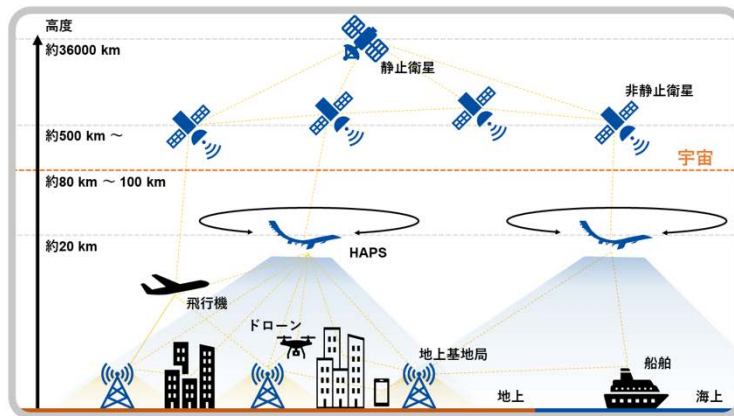 高度
約36000 km
静止衛星
非静止衛星
約500 km ～
宇宙
約80 km ～ 100 km
約20 km
HAPS
飛行機
ドローン
地上基地局
船舶
地上
海上